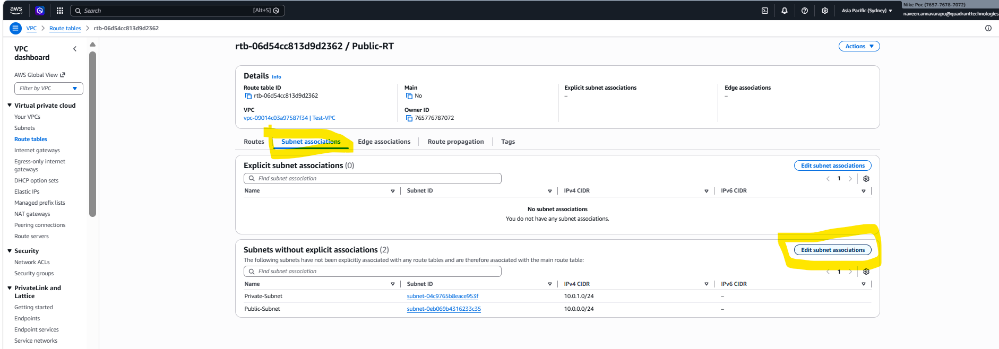 aws
Search
[Alt+S]
Asia Pacific (Sydney)
Nike Poc (7657-7678-7072)
naveen.annavarapu@quadranttechnologies
VPC
Route tables
rtb-06d54cc813d9d2362
VPC
dashboard
AWS Global View
Filter by VPC
Virtual private cloud
Your VPCs
Subnets
Route tables
Internet gateways
Egress-only internet
gateways
DHCP option sets
Elastic IPs
Managed prefix lists
NAT gateways
Peering connections
Route servers
Security
Network ACLs
Security groups
PrivateLink and
Lattice
Getting started
Endpoints
Endpoint services
Service networks
rtb-06d54cc813d9d2362 / Public-RT
Actions
Details Info
Route table ID
rtb-06d54cc813d9d2362
Main
No
Explicit subnet associations
–
Edge associations
–
VPC
vpc-09014c03a97587f34 | Test-VPC
Owner ID
765776787072
Routes
Subnet associations
Edge associations
Route propagation
Tags
Explicit subnet associations (0)
Edit subnet associations
Find subnet association
1
Name
Subnet ID
IPv4 CIDR
IPv6 CIDR
No subnet associations
You do not have any subnet associations.
Subnets without explicit associations (2)
Edit subnet associations
The following subnets have not been explicitly associated with any route tables and are therefore associated with the main route table:
Find subnet association
1
Name
Subnet ID
IPv4 CIDR
IPv6 CIDR
Private-Subnet
subnet-04c9765b8eace953f
10.0.1.0/24
–
Public-Subnet
subnet-0eb069b4316233c35
10.0.0.0/24
–